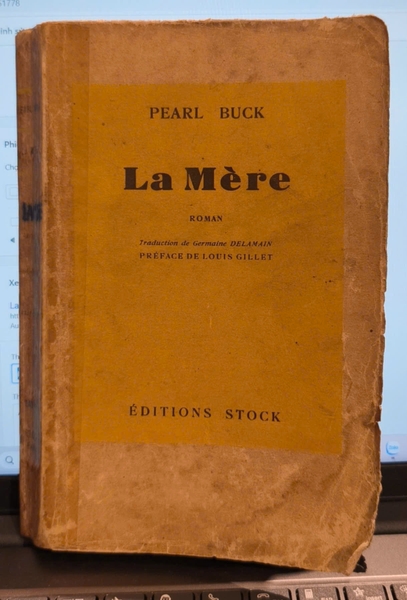 PEARL BUCK
La Mère
ROMAN
Traduction de Germaine DELAMAIN
PRÉFACE DE LOUIS GILLET
ÉDITIONS STOCK